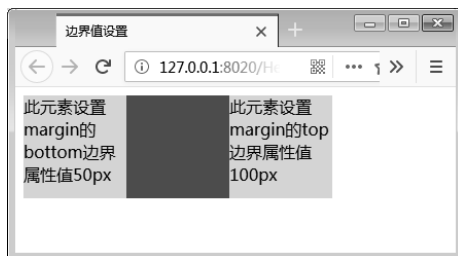 边界值设置
127.0.0.1:8020/H
此元素设置
margin的
bottom边界
属性值50px
此元素设置
margin的top
边界属性值
100px